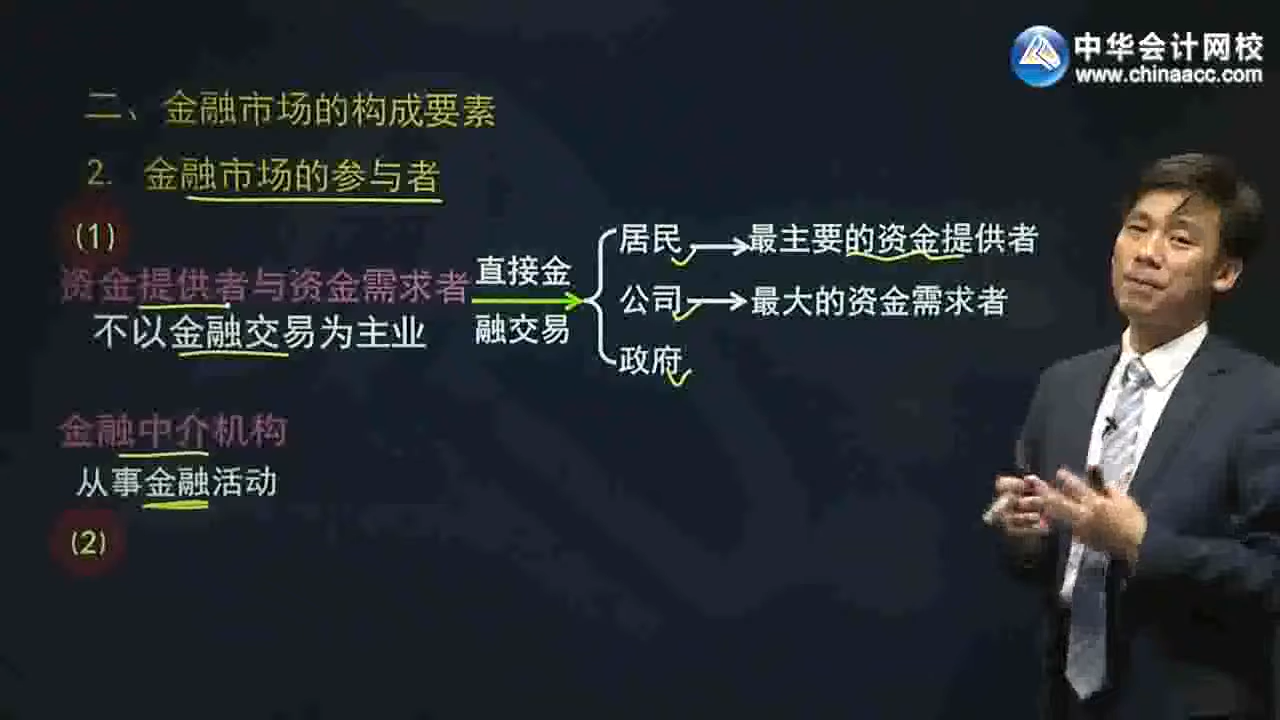 中华会计网校
www.chinaacc.com
二、金融市场的构成要素
2. 金融市场的参与者
(1)
资金提供者与资金需求者
不以金融交易为主业
直接金
融交易
居民
最主要的资金提供者
公司
最大的资金需求者
政府
金融中介机构
从事金融活动
(2)